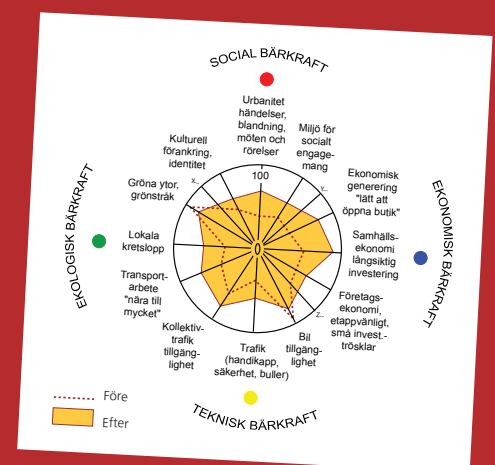 SOCIAL BÄRKRAFT
Urbanitet
händelser,
blandning,
möten och
rörelser
Miljö för
socialt
engage-
mang
Ekonomisk
generering
"lätt att
öppna butik"
Samhälls-
ekonomi
långsiktig
investering
Företags-
ekonomi,
etappvänligt,
små invest.-
trösklar
Bil
tillgäng-
lighet
Trafik
(handikapp,
säkerhet, buller)
Kollektiv-
trafik
tillgäng-
lighet
Transport-
arbete
"nära till
mycket"
Lokala
kretslopp
Gröna ytor,
grönstråk
Kulturell
förankring,
identitet
X...
Y...
Z...
100
0
EKONOMISK BÄRKRAFT
TEKNISK BÄRKRAFT
EKOLOGISK BÄRKRAFT
Före
Efter